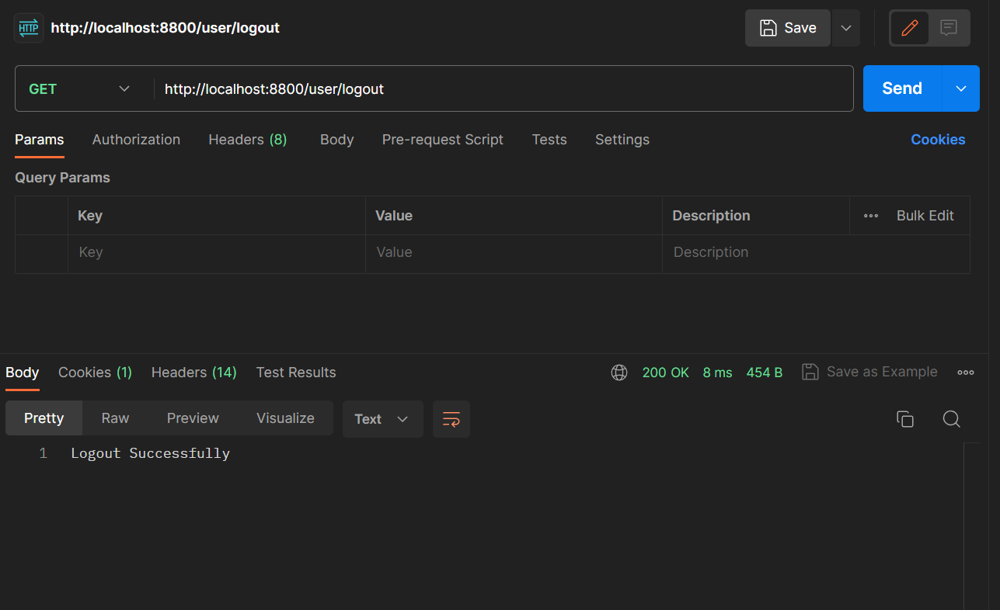 HTTP http://localhost:8800/user/logout Save
GET http://localhost:8800/user/logout Send
Params Authorization Headers (8) Body Pre-request Script Tests Settings Cookies
Query Params
Key Value Description Bulk Edit
Key Value Description
Body Cookies (1) Headers (14) Test Results 200 OK 8 ms 454 B Save as Example
Pretty Raw Preview Visualize Text
1 Logout Successfully